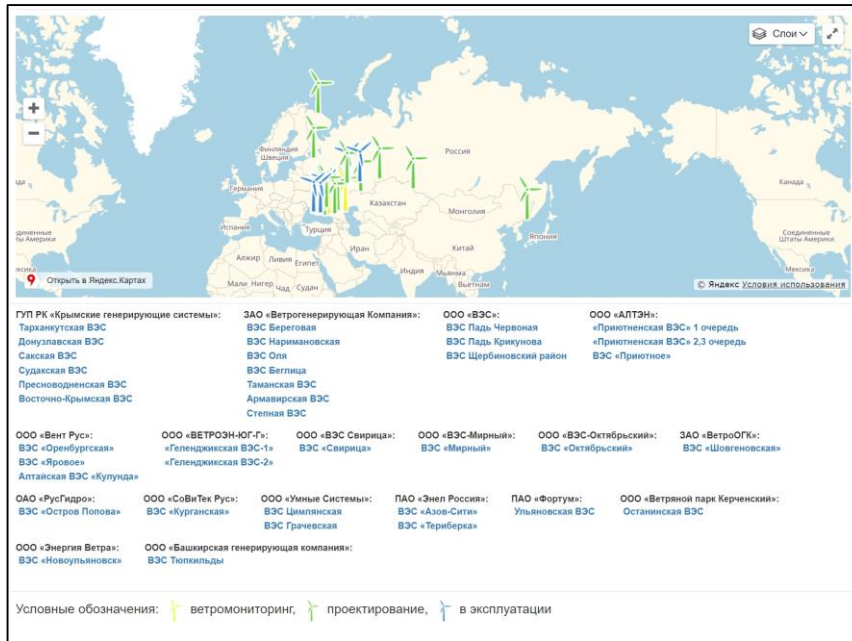 Слои
Финляндия
Швеция
Россия
Германия
Казахстан
Монголия
Канада
Испания
Турция
Китай
Япония
Соединенные
Штаты Америки
Штаты Америки
Иран
Алжир Ливия Египет
Индия Мьянма
Вьетнам
Мексика
Мали Нигер Чад Судан
Открыть в Яндекс.Картах
© Яндекс Условия использования
ГУП РК «Крымские генерирующие системы»:
Тарханкутская ВЭС
Донузлавская ВЭС
Сакская ВЭС
Судакская ВЭС
Пресноводненская ВЭС
Восточно-Крымская ВЭС
ЗАО «Ветрогенерирующая Компания»:
ВЭС Береговая
ВЭС Наримановская
ВЭС Оля
ВЭС Беглица
Таманская ВЭС
Армавирская ВЭС
Степная ВЭС
ООО «ВЭС»:
ВЭС Падь Червоная
ВЭС Падь Крикунова
ВЭС Щербиновский район
ООО «АЛТЭН»:
«Приютненская ВЭС» 1 очередь
«Приютненская ВЭС» 2,3 очередь
ВЭС «Приютное»
ООО «Вент Рус»:
ВЭС «Оренбургская»
ВЭС «Яровое»
Алтайская ВЭС «Кулунда»
ООО «ВЕТРОЭН-ЮГ-Г»:
«Геленджикская ВЭС-1»
«Геленджикская ВЭС-2»
ООО «ВЭС Свирица»:
ВЭС «Свирица»
ООО «ВЭС-Мирный»:
ВЭС «Мирный»
ООО «ВЭС-Октябрьский»:
ВЭС «Октябрьский»
ЗАО «ВетроОГК»:
ВЭС «Шовгеновская»
ОАО «РусГидро»:
ВЭС «Остров Попова»
ООО «СоВиТек Рус»:
ВЭС «Курганская»
ООО «Умные Системы»:
ВЭС Цимлянская
ВЭС Грачевская
ПАО «Энел Россия»:
ВЭС «Азов-Сити»
ВЭС «Териберка»
ПАО «Фортум»:
Ульяновская ВЭС
ООО «Ветряной парк Керченский»:
Останинская ВЭС
ООО «Энергия Ветра»:
ВЭС «Новоульяновск»
ООО «Башкирская генерирующая компания»:
ВЭС Тюпкильды
Условные обозначения: ветромониторинг, проектирование, в эксплуатации